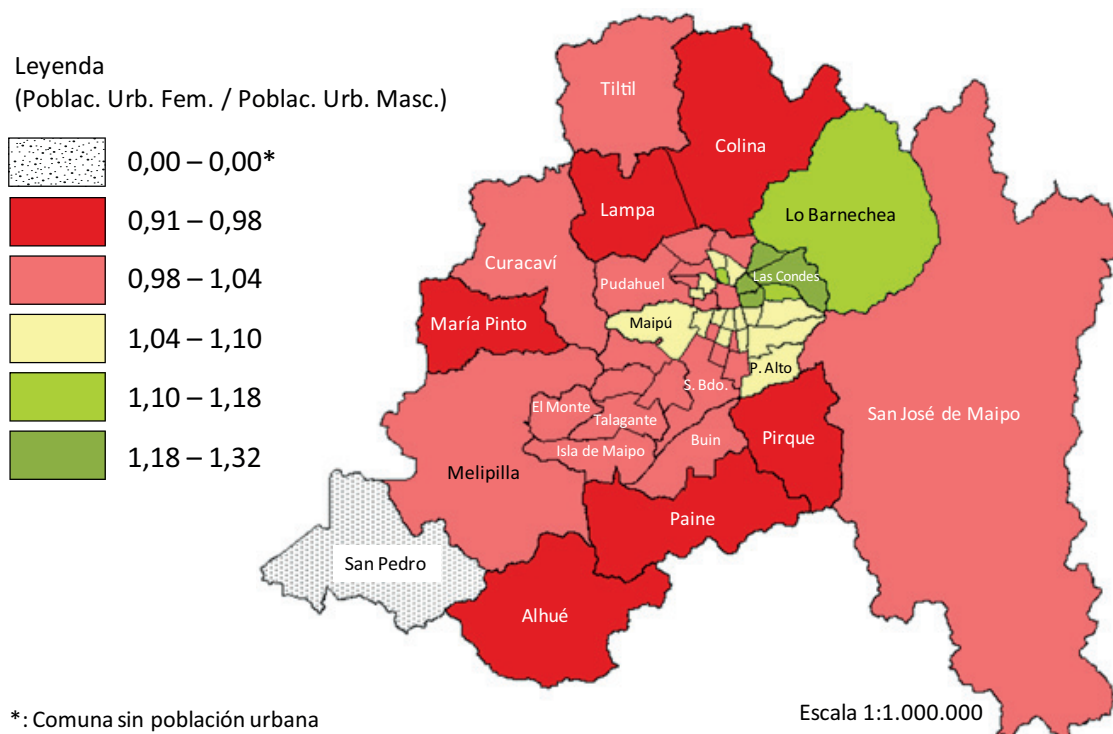 Leyenda
(Poblac. Urb. Fem. / Poblac. Urb. Masc.)
0,00 – 0,00*
0,91 – 0,98
0,98 – 1,04
1,04 – 1,10
1,10 – 1,18
1,18 – 1,32
Tiltil
Colina
Lampa
Lo Barnechea
Curacaví
Pudahuel
Las Condes
María Pinto
Maipú
P. Alto
S. Bdo.
El Monte
Talagante
San José de Maipo
Isla de Maipo
Buin
Pirque
Melipilla
Paine
San Pedro
Alhué
*: Comuna sin población urbana
Escala 1:1.000.000